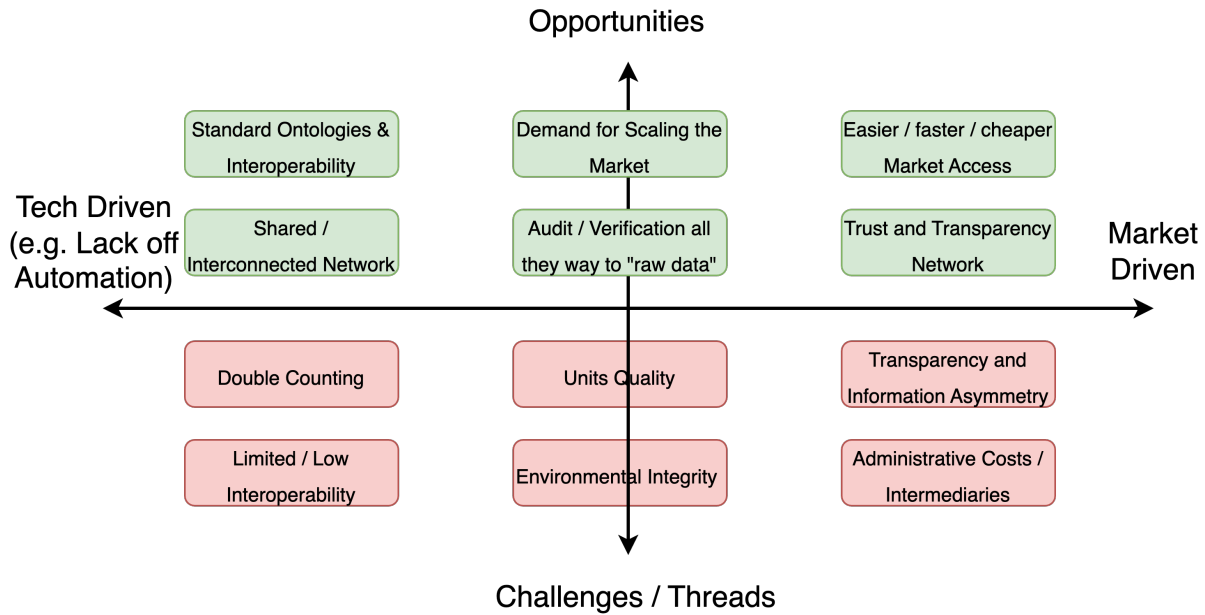 Opportunities
Standard Ontologies &
Interoperability
Demand for Scaling the
Market
Easier / faster / cheaper
Market Access
Tech Driven
(e.g. Lack off
Automation)
Shared /
Interconnected Network
Audit / Verification all
they way to "raw data"
Trust and Transparency
Network
Market
Driven
Double Counting
Units Quality
Transparency and
Information Asymmetry
Limited / Low
Interoperability
Environmental Integrity
Administrative Costs /
Intermediaries
Challenges / Threads